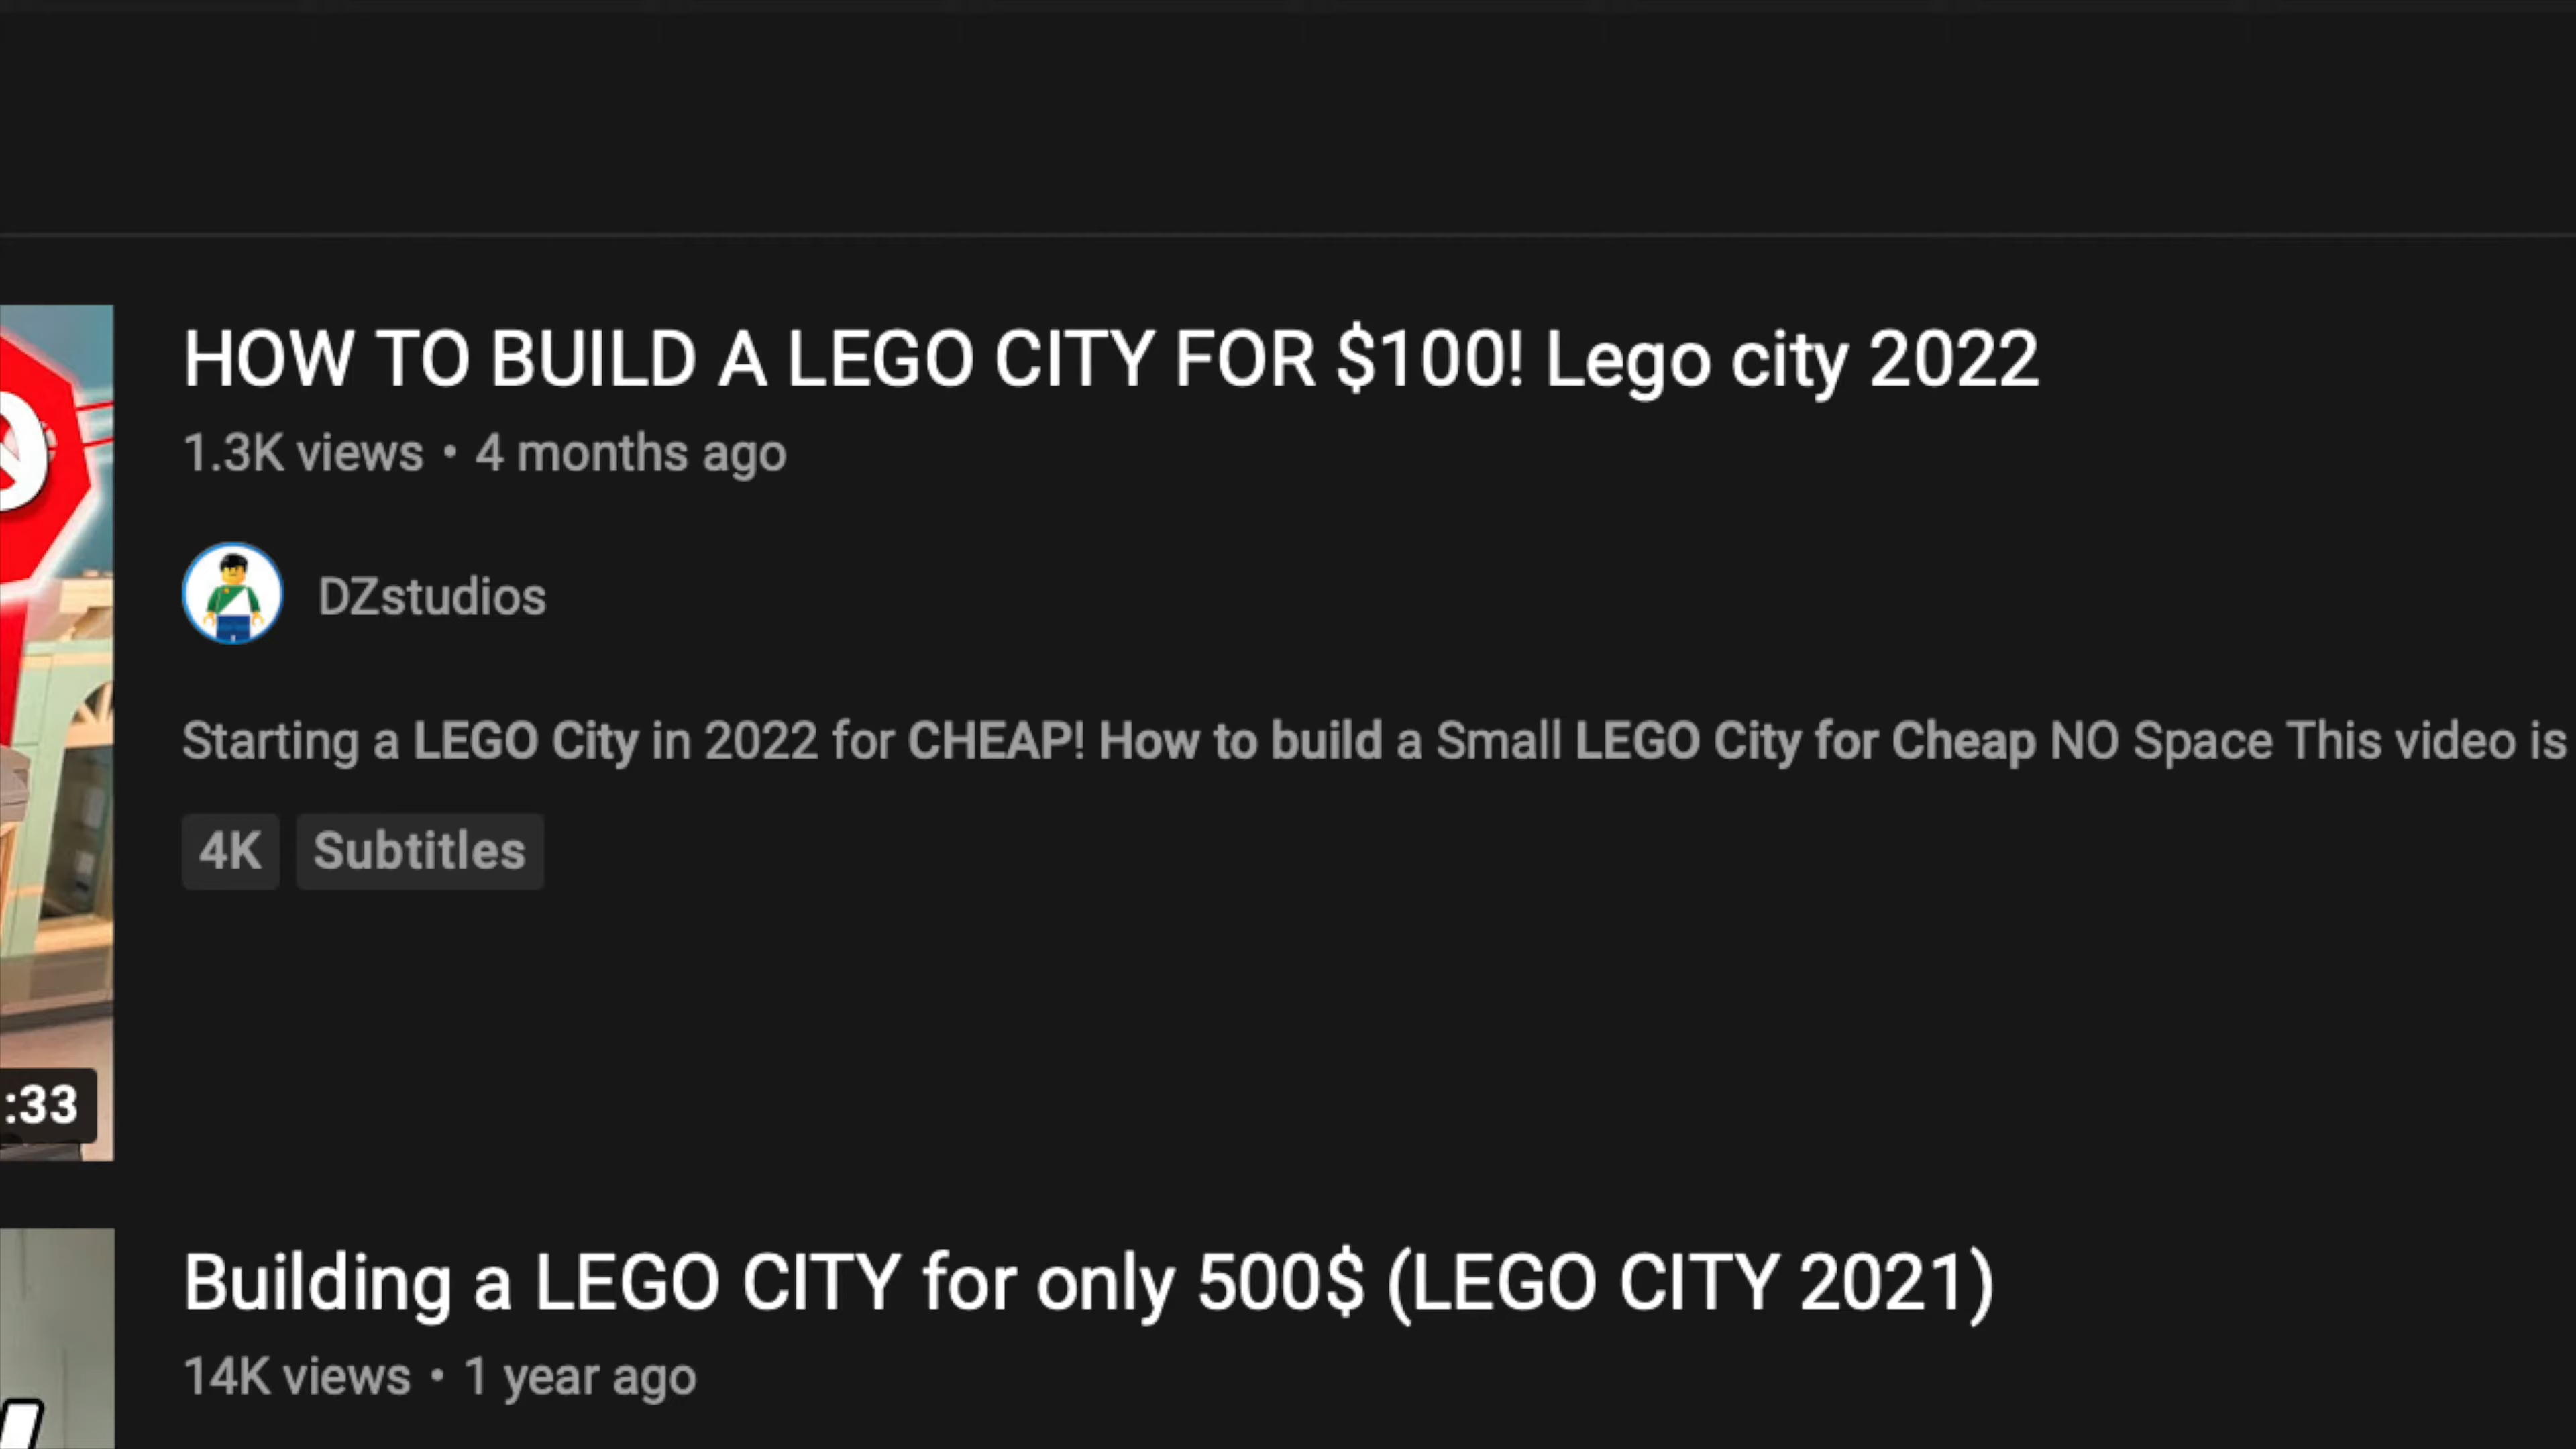 HOW TO BUILD A LEGO CITY FOR $100! Lego city 2022
1.3K views • 4 months ago
DZstudios
Starting a LEGO City in 2022 for CHEAP! How to build a Small LEGO City for Cheap NO Space This video is
4K Subtitles
:33
Building a LEGO CITY for only 500$ (LEGO CITY 2021)
14K views • 1 year ago